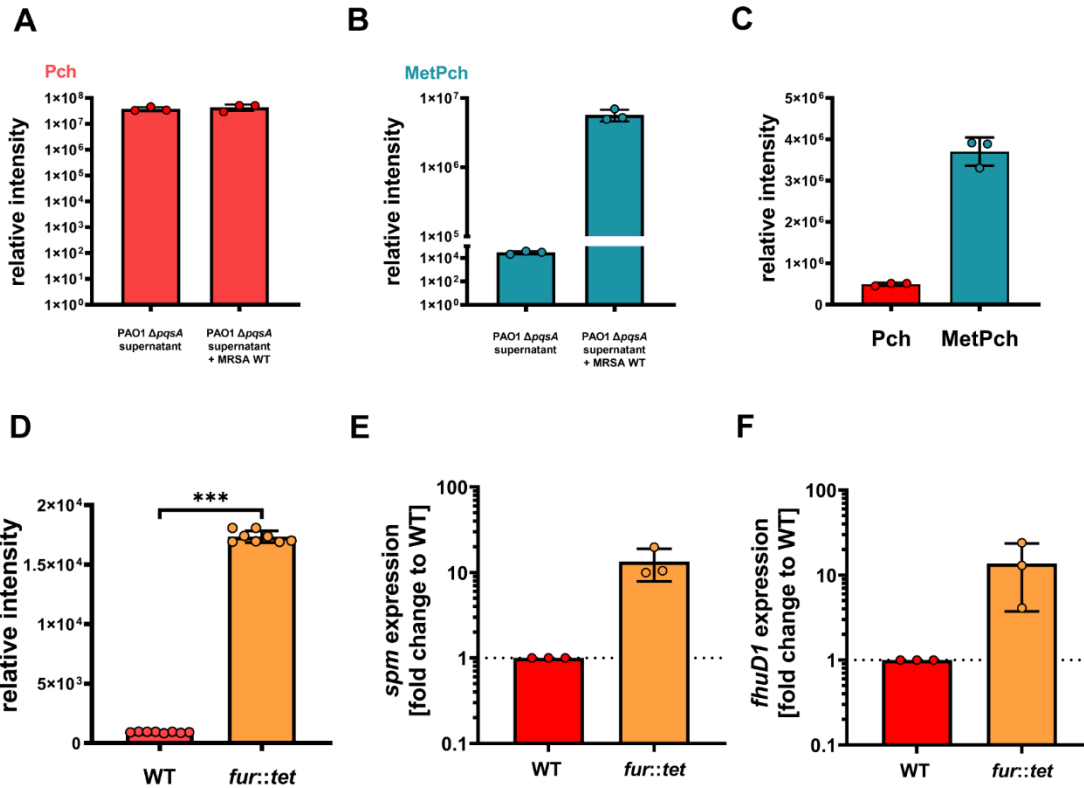 A
Pch
relative intensity
1×10⁸
1×10⁷
1×10⁶
1×10⁵
1×10⁴
1×10³
1×10²
1×10¹
1×10⁰
PAO1 ΔpqsA
supernatant
PAO1 ΔpqsA
supernatant
+ MRSA WT
B
MetPch
relative intensity
1×10⁷
1×10⁶
1×10⁵
1×10⁴
1×10²
1×10⁰
PAO1 ΔpqsA
supernatant
PAO1 ΔpqsA
supernatant
+ MRSA WT
C
relative intensity
5×10⁶
4×10⁶
3×10⁶
2×10⁶
1×10⁶
0
Pch
MetPch
D
relative intensity
2×10⁴
1.5×10⁴
1×10⁴
5×10³
0
***
WT
fur::tet
E
spm expression
[fold change to WT]
100
10
1
0.1
WT
fur::tet
F
fhuD1 expression
[fold change to WT]
100
10
1
0.1
WT
fur::tet